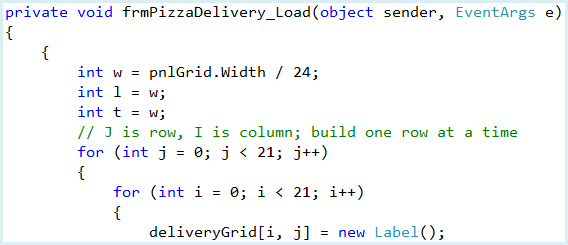 private void frmPizzaDelivery_Load(object sender, EventArgs e)
{
    {
        int w = pnlGrid.Width / 24;
        int l = w;
        int t = w;
        // J is row, I is column; build one row at a time
        for (int j = 0; j < 21; j++)
        {
            for (int i = 0; i < 21; i++)
            {
                deliveryGrid[i, j] = new Label();